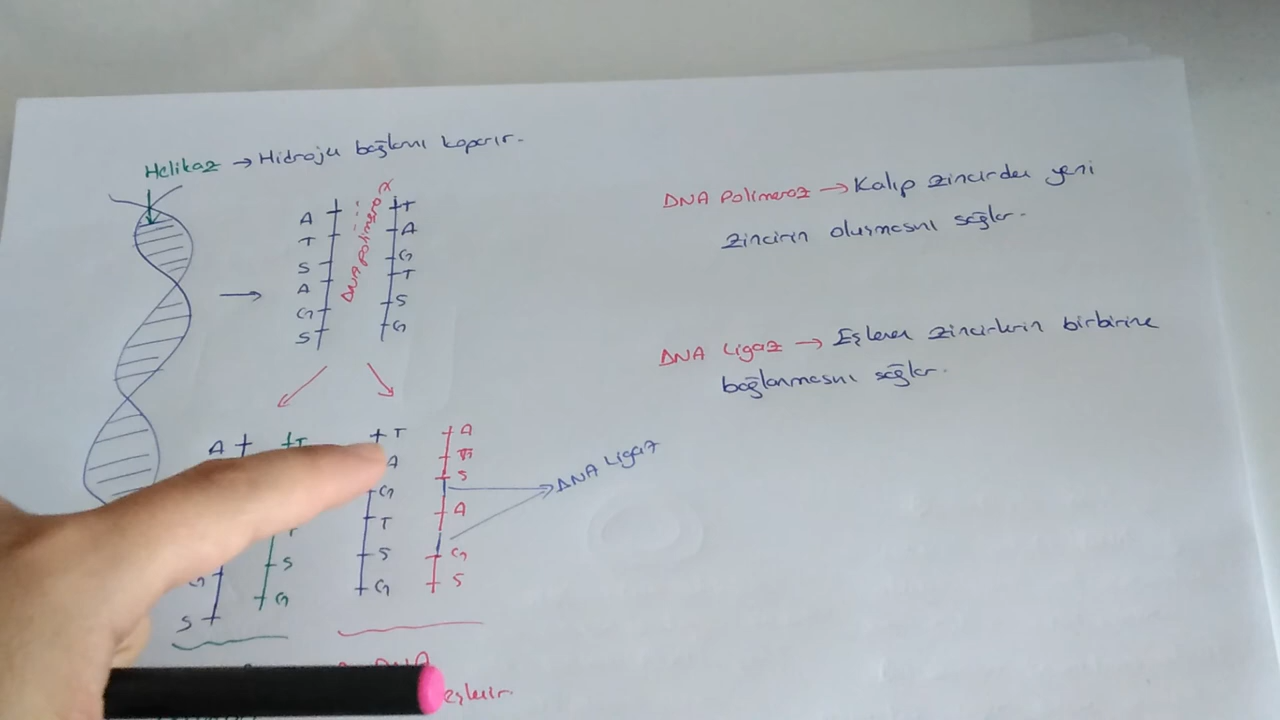 Helikaz → Hidrojen bağlarını koparır.
DNA Polimeraz → Kalıp zincirden yeni
zincirin oluşmasını sağlar.
DNA Ligaz → Eşlenen zincirlerin birbirine
bağlanmasını sağlar.
DNA Polimeraz
A T
T A
S G
A T
G S
S G
A T T A
A
G S
T A
S S G
G G S
S
DNA Ligaz
DNA